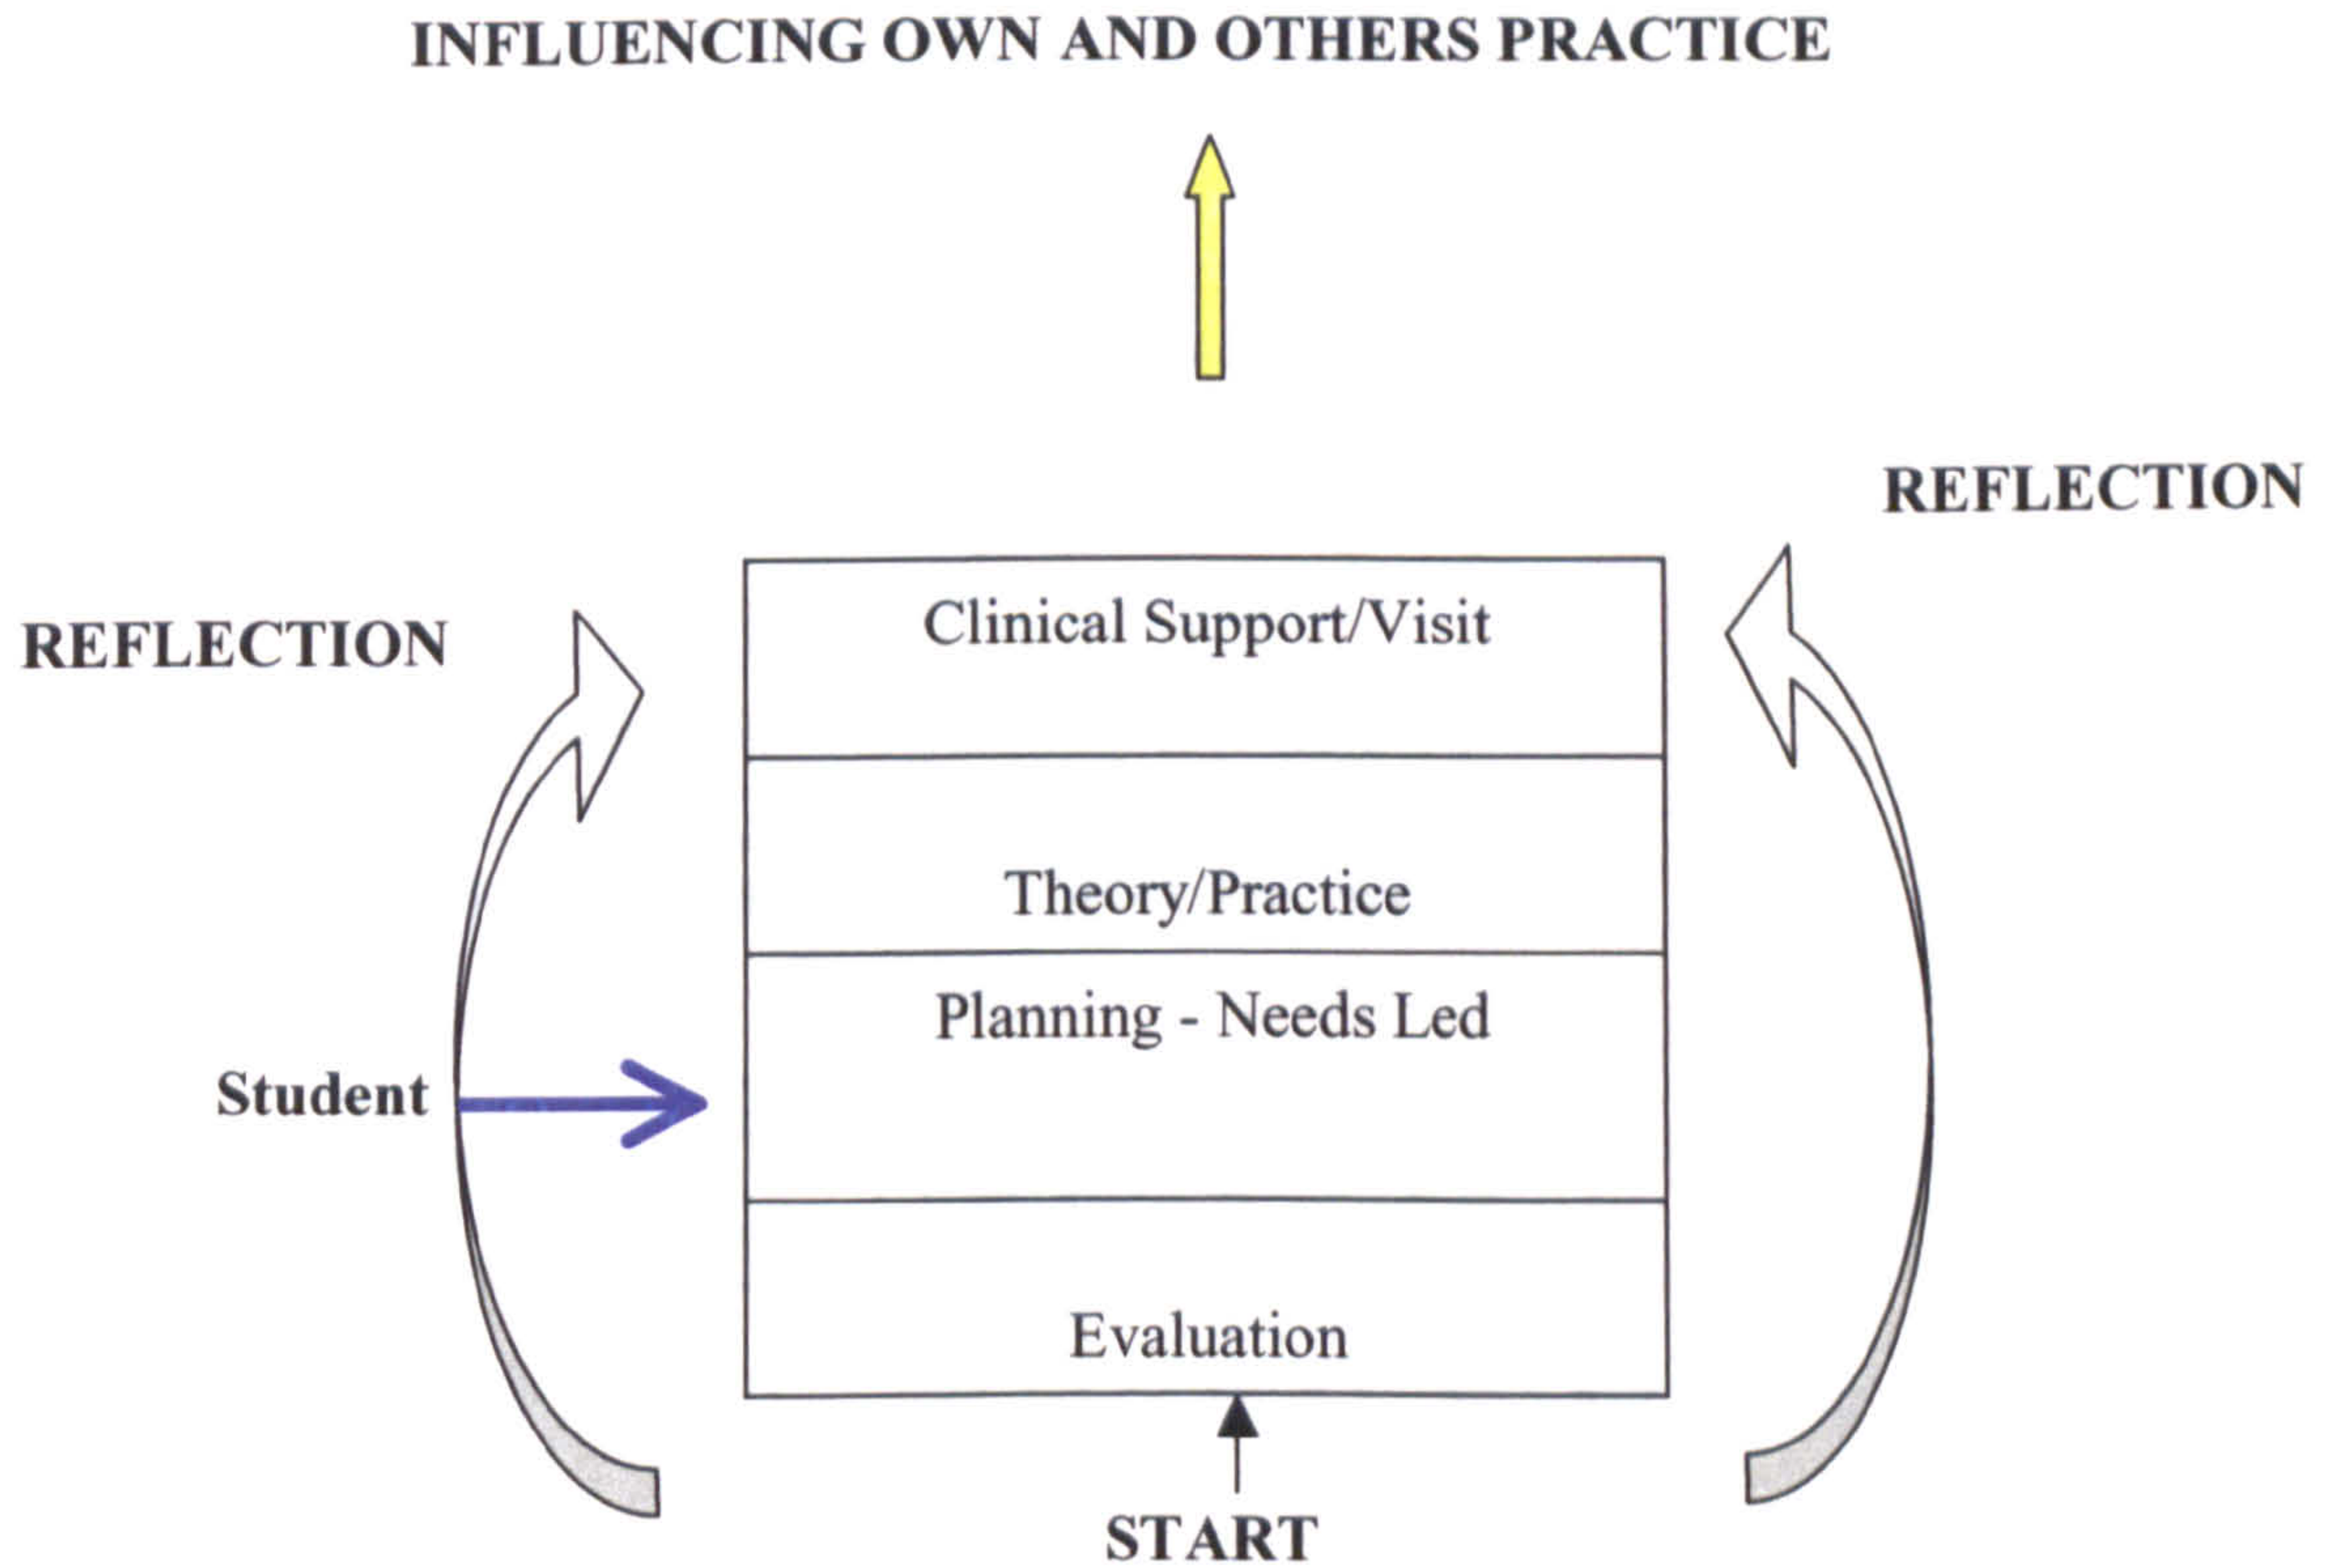 INFLUENCING OWN AND OTHERS PRACTICE
REFLECTION
REFLECTION
Clinical Support/Visit
Theory/Practice
Planning - Needs Led
Student
Evaluation
START